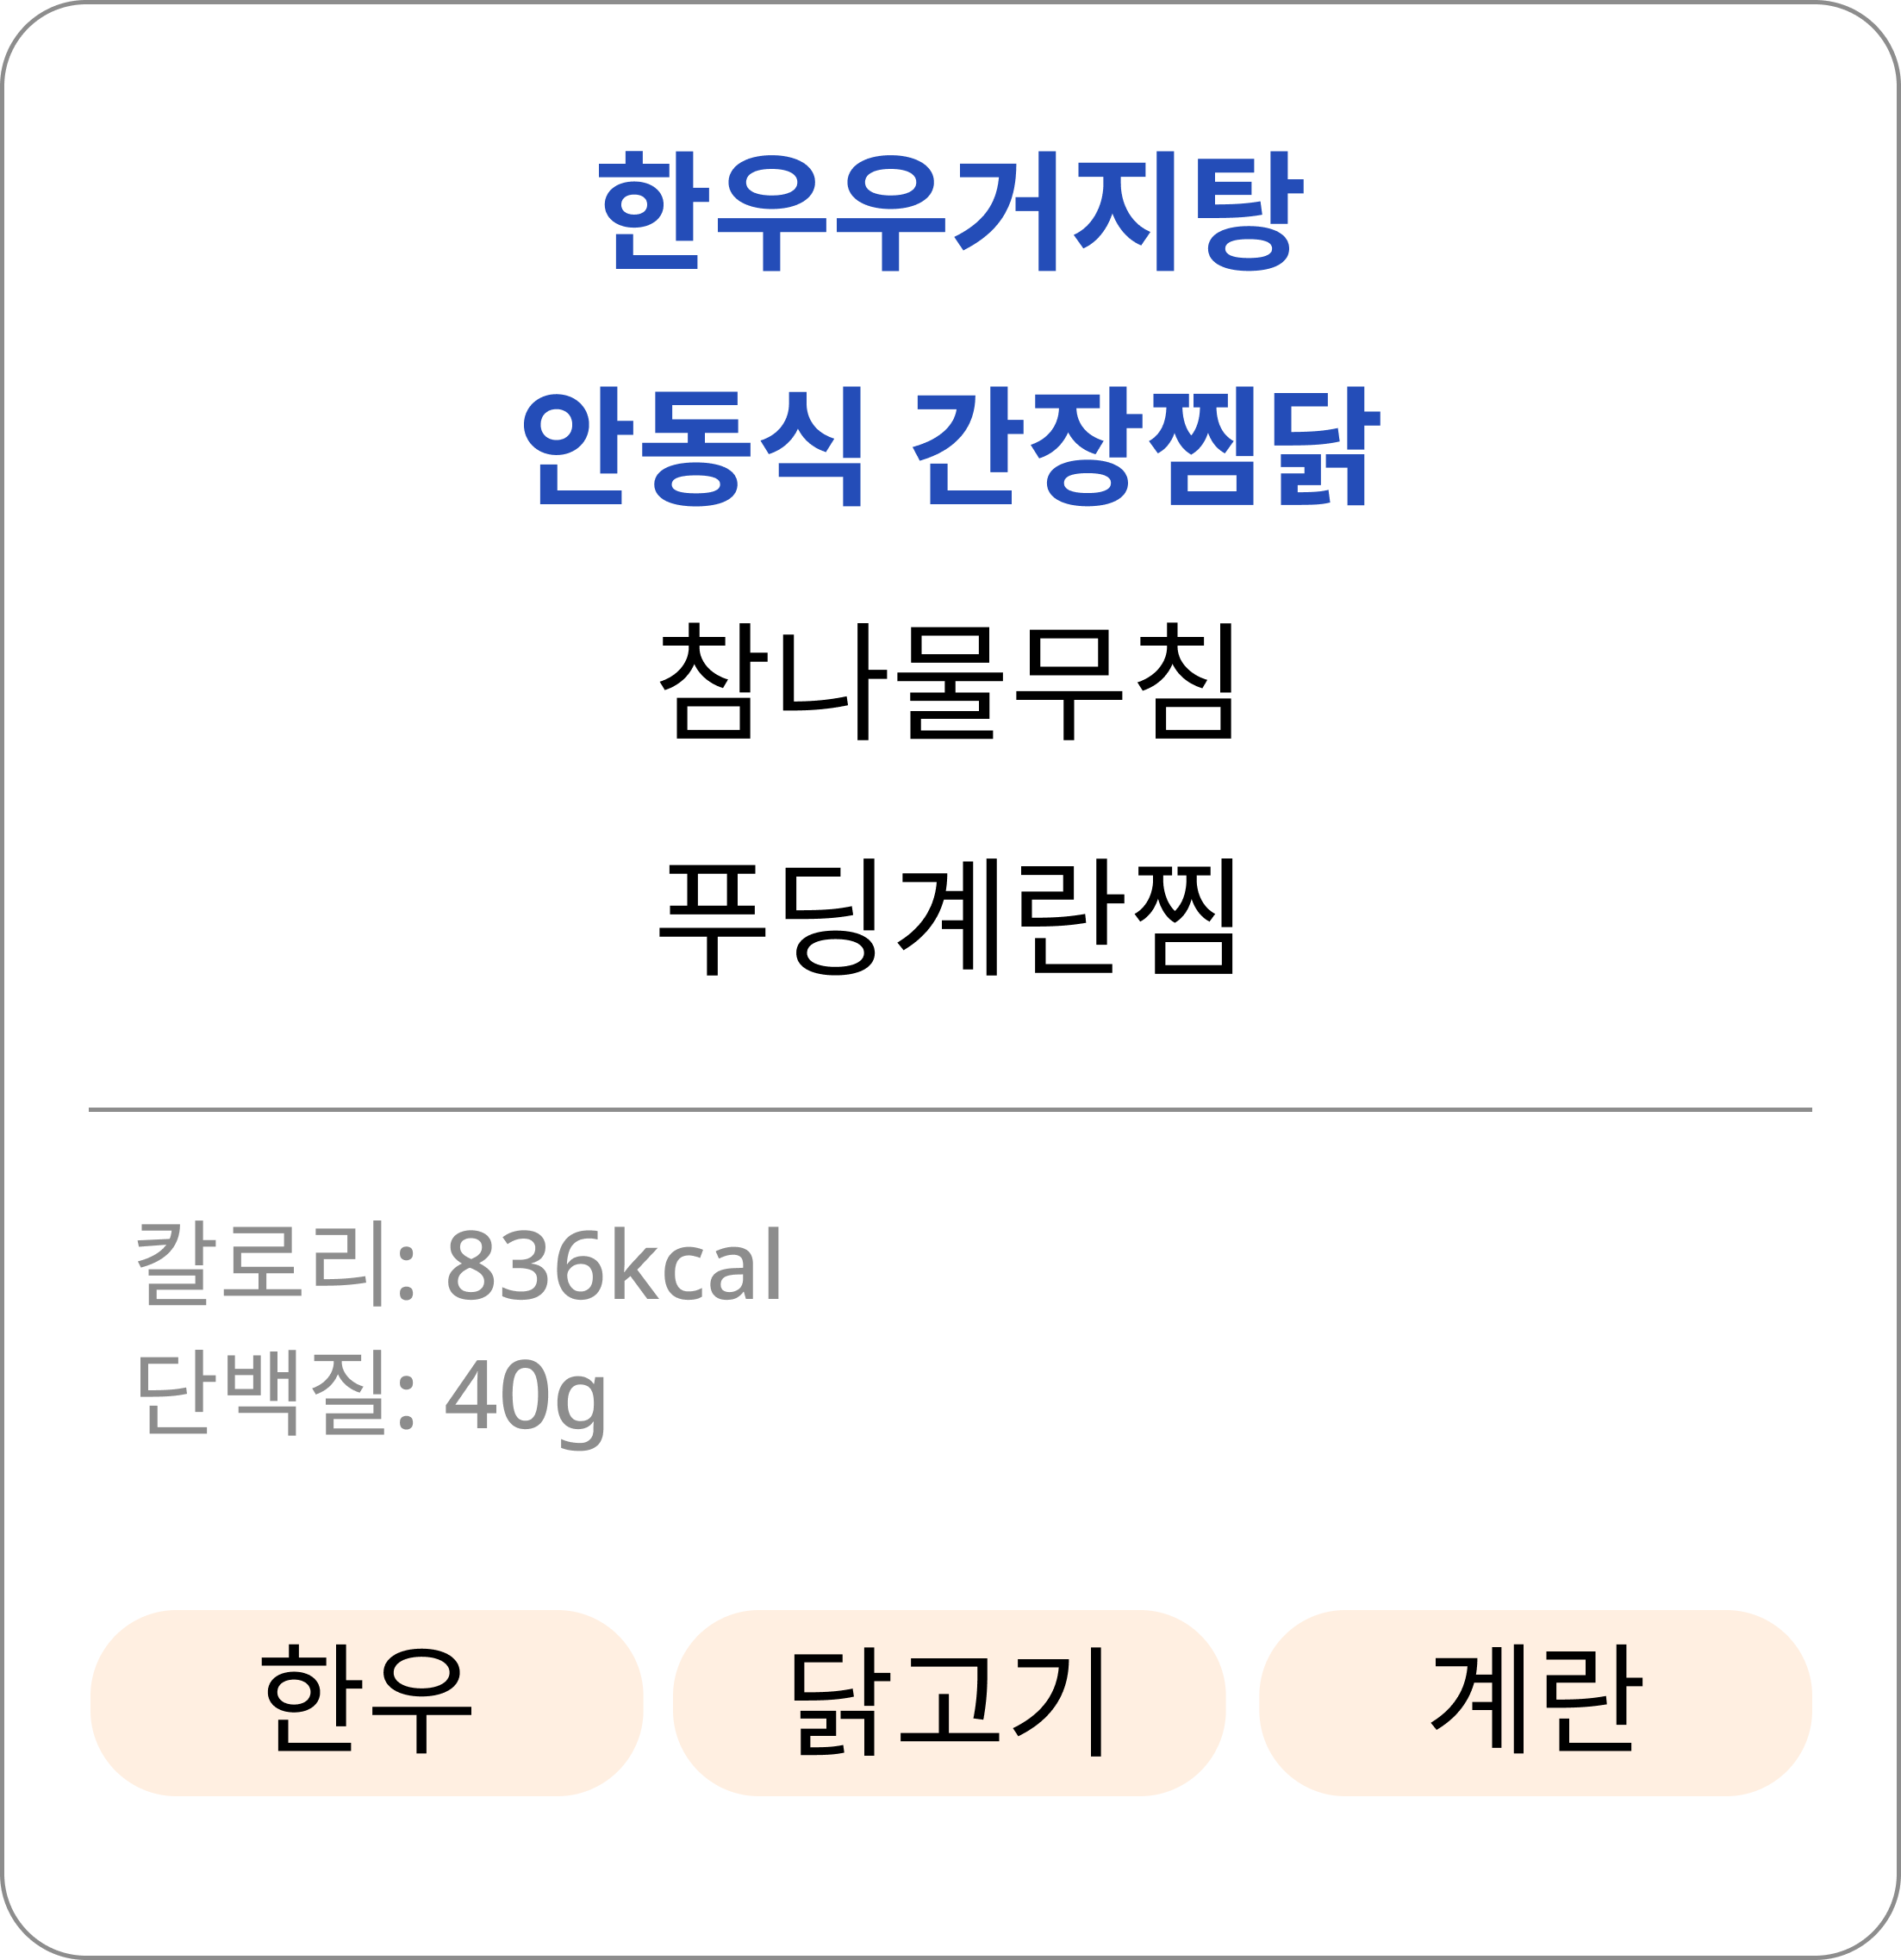 한우우거지탕
안동식 간장찜닭
참나물무침
푸딩계란찜
칼로리: 836kcal
단백질: 40g
한우
닭고기
계란